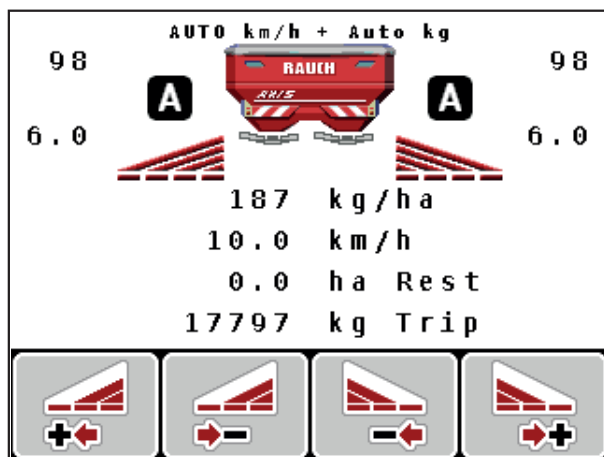 AUTO km/h + Auto kg
98 98
RAUCH
A A
AXIS
6.0 6.0
187 kg/ha
10.0 km/h
0.0 ha Rest
17797 kg Trip